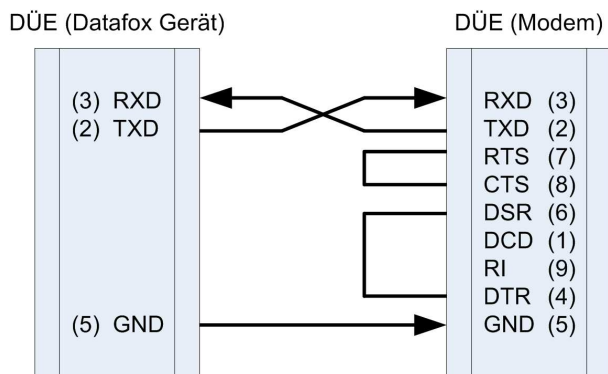 DÜE (Datafox Gerät)
DÜE (Modem)
(3) RXD
(2) TXD
(5) GND
RXD (3)
TXD (2)
RTS (7)
CTS (8)
DSR (6)
DCD (1)
RI (9)
DTR (4)
GND (5)